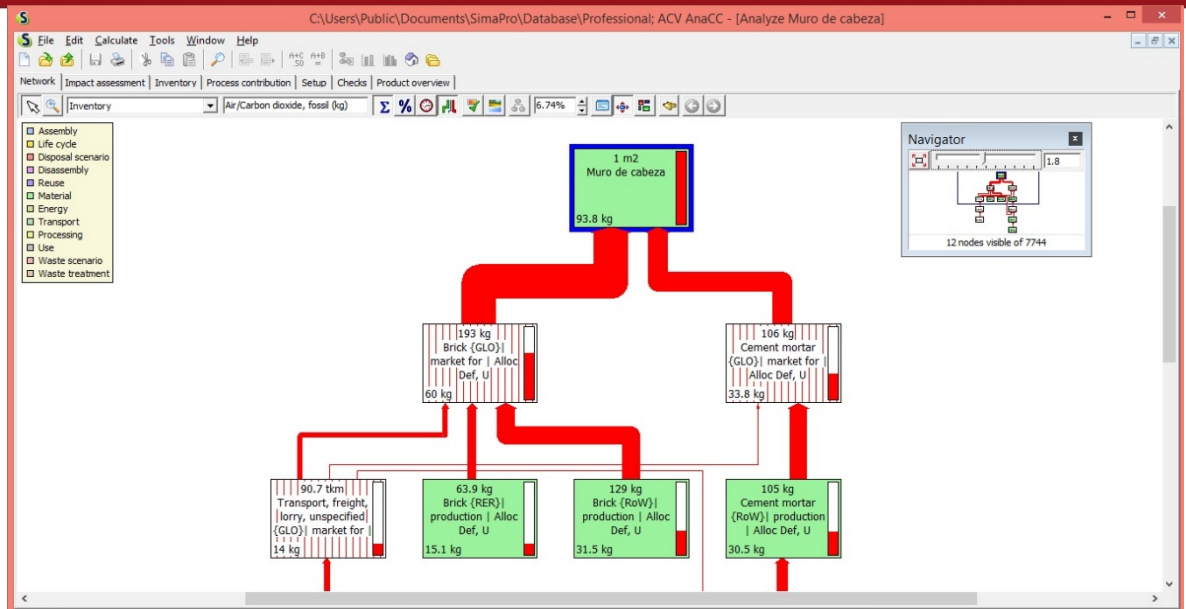 C:\Users\Public\Documents\SimaPro\Database\Professional; ACV AnaCC - [Analyze Muro de cabeza]
File Edit Calculate Tools Window Help
A+C
50
A+B
=
Network Impact assessment Inventory Process contribution Setup Checks Product overview
Inventory Air/Carbon dioxide, fossil (kg) Σ % 6.74%
Assembly
Life cycle
Disposal scenario
Disassembly
Reuse
Material
Energy
Transport
Processing
Use
Waste scenario
Waste treatment
Navigator
1.8
12 nodes visible of 7744
1 m2
Muro de cabeza
93.8 kg
193 kg
Brick {GLO}|
market for | Alloc
Def, U
60 kg
106 kg
Cement mortar
{GLO}| market for |
Alloc Def, U
33.8 kg
90.7 tkm
Transport, freight,
lorry, unspecified
{GLO}| market for |
14 kg
63.9 kg
Brick {RER}|
production | Alloc
Def, U
15.1 kg
129 kg
Brick {RoW}|
production | Alloc
Def, U
31.5 kg
105 kg
Cement mortar
{RoW}| production
| Alloc Def, U
30.5 kg